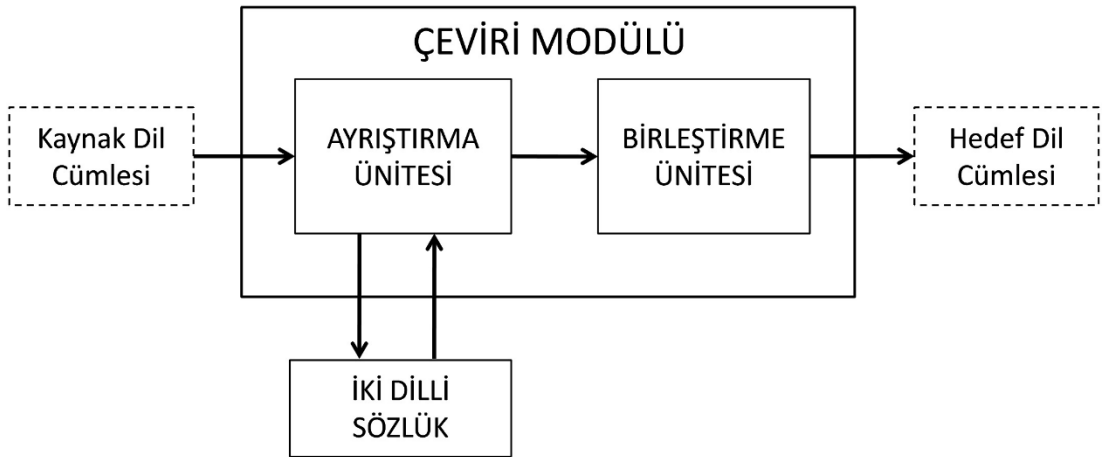 ÇEVİRİ MODÜLÜ
Kaynak Dil
Cümlesi
AYRIŞTIRMA
ÜNİTESİ
BİRLEŞTİRME
ÜNİTESİ
Hedef Dil
Cümlesi
İKİ DİLLİ
SÖZLÜK